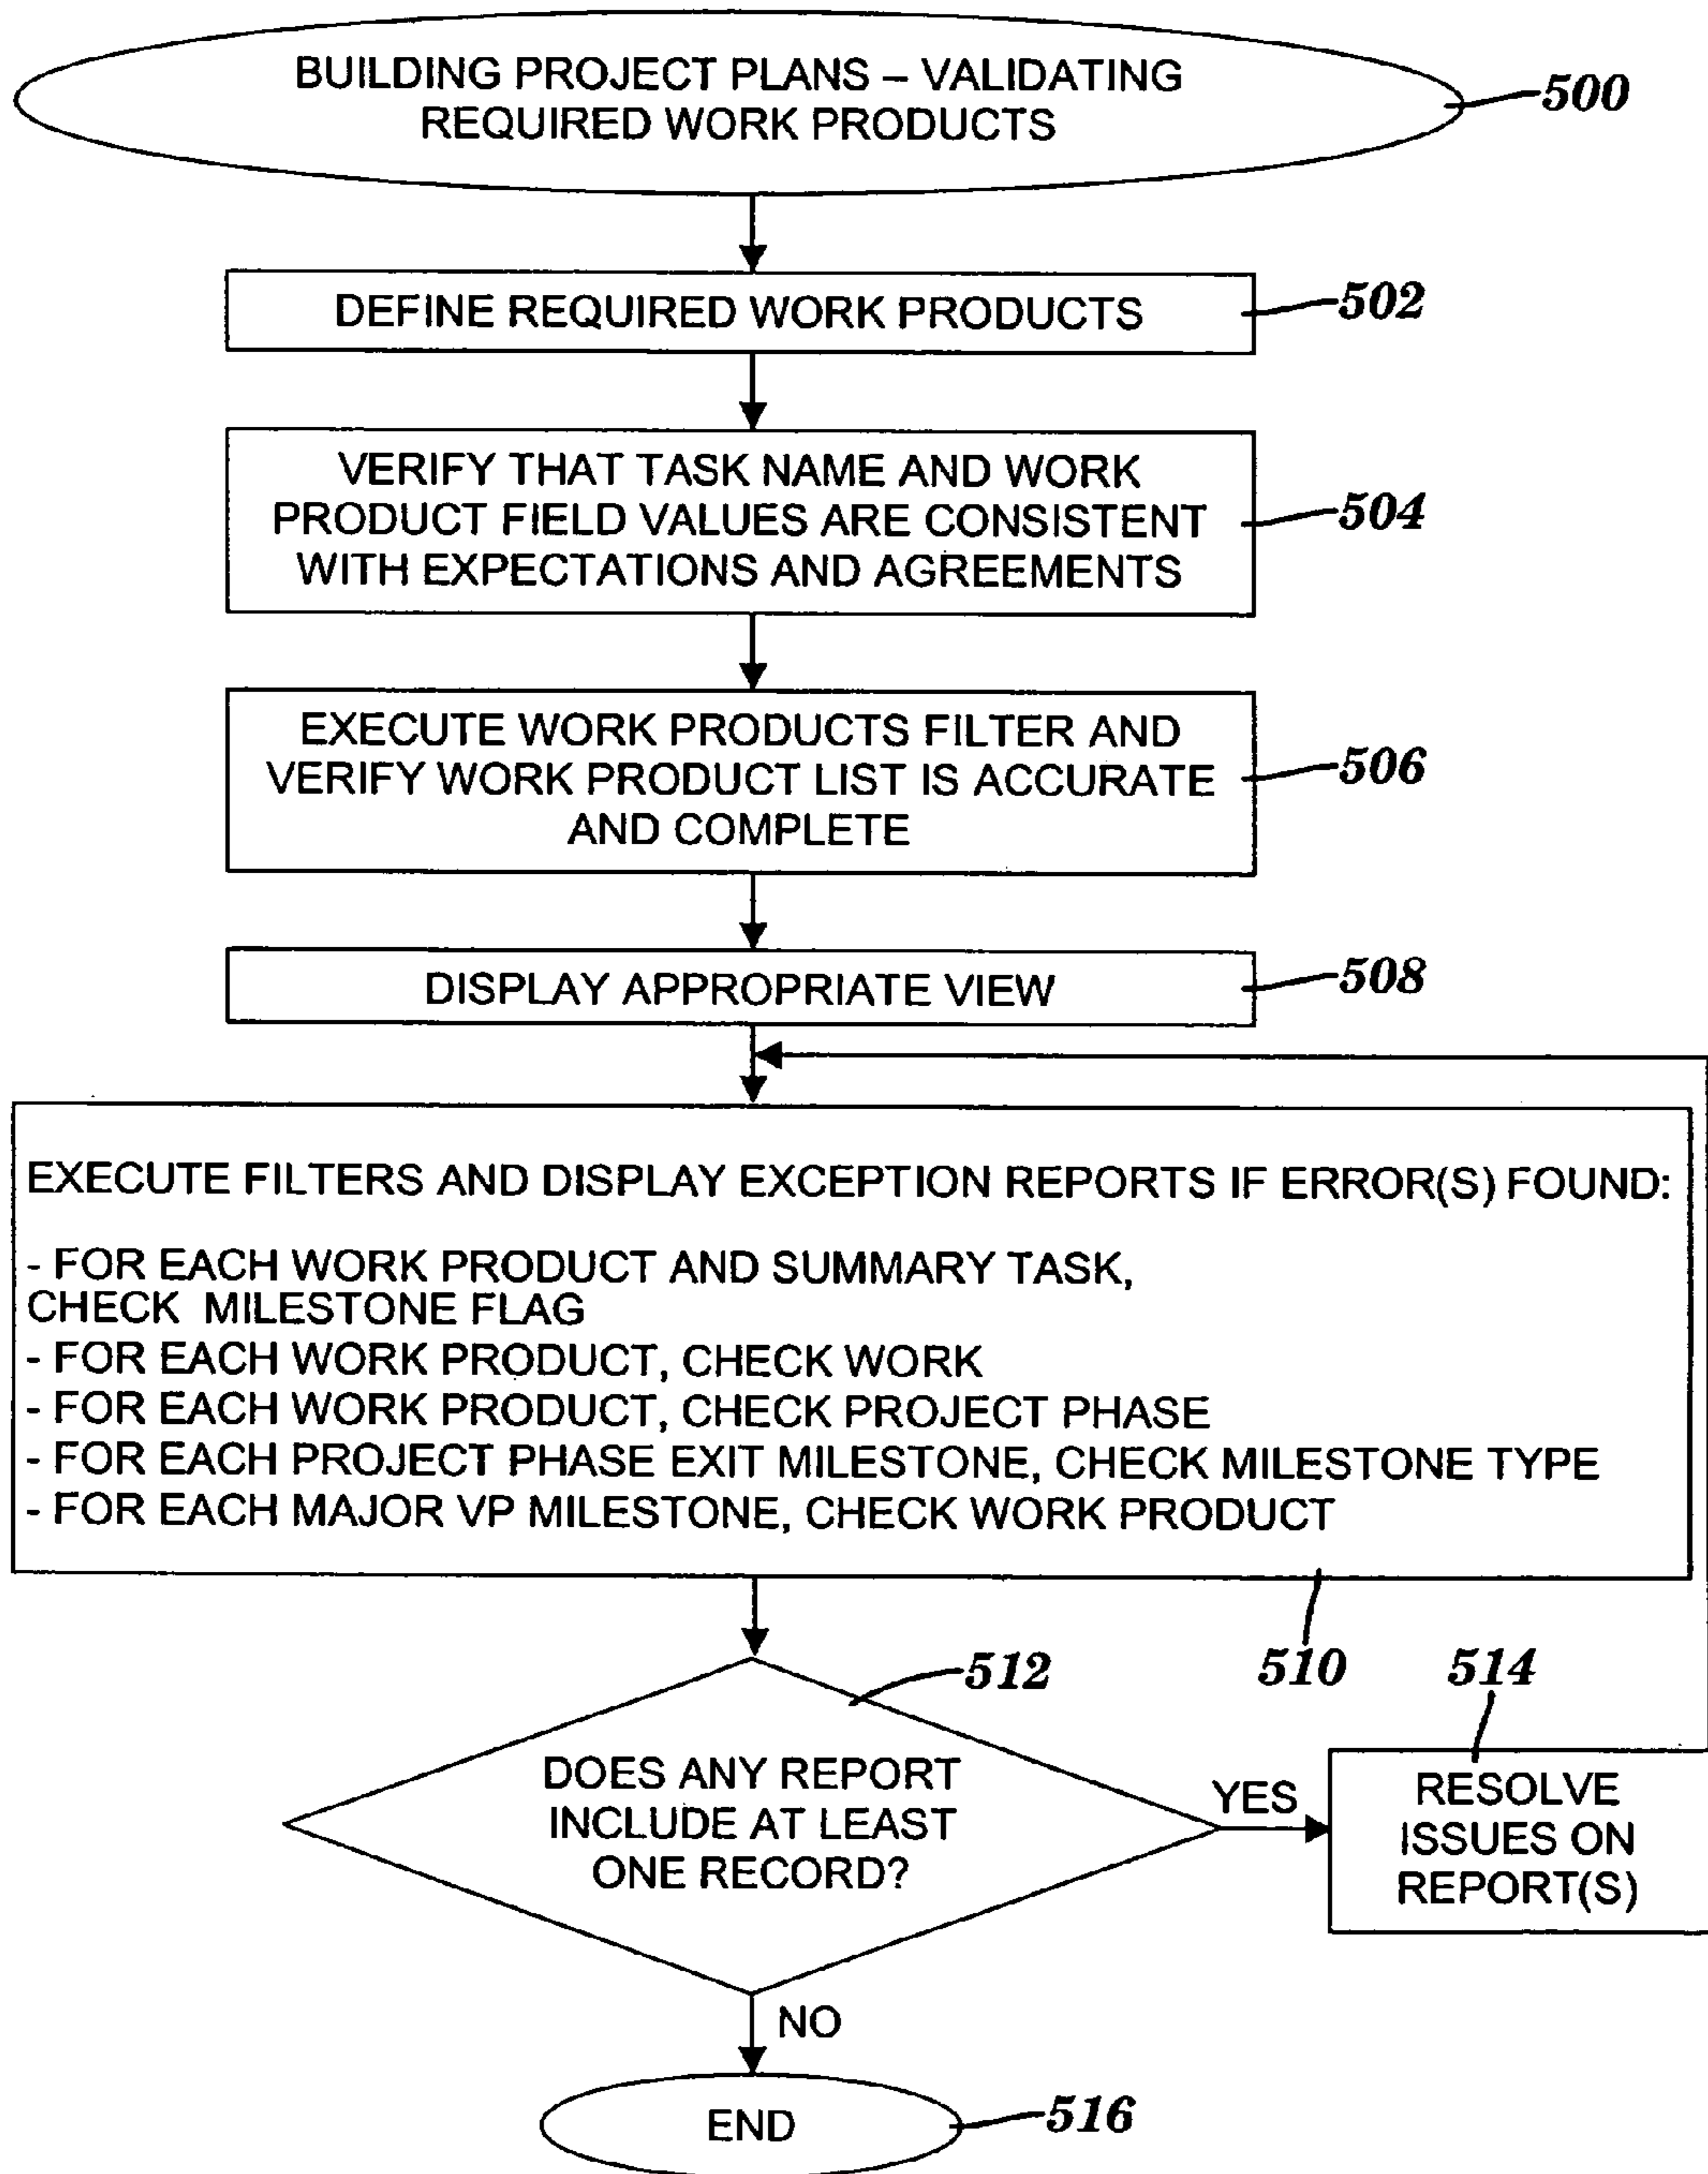 BUILDING PROJECT PLANS – VALIDATING
REQUIRED WORK PRODUCTS
500
DEFINE REQUIRED WORK PRODUCTS
502
VERIFY THAT TASK NAME AND WORK
PRODUCT FIELD VALUES ARE CONSISTENT
WITH EXPECTATIONS AND AGREEMENTS
504
EXECUTE WORK PRODUCTS FILTER AND
VERIFY WORK PRODUCT LIST IS ACCURATE
AND COMPLETE
506
DISPLAY APPROPRIATE VIEW
508
EXECUTE FILTERS AND DISPLAY EXCEPTION REPORTS IF ERROR(S) FOUND:
- FOR EACH WORK PRODUCT AND SUMMARY TASK,
CHECK MILESTONE FLAG
- FOR EACH WORK PRODUCT, CHECK WORK
- FOR EACH WORK PRODUCT, CHECK PROJECT PHASE
- FOR EACH PROJECT PHASE EXIT MILESTONE, CHECK MILESTONE TYPE
- FOR EACH MAJOR VP MILESTONE, CHECK WORK PRODUCT
510
512
DOES ANY REPORT
INCLUDE AT LEAST
ONE RECORD?
YES
514
RESOLVE
ISSUES ON
REPORT(S)
NO
END
516